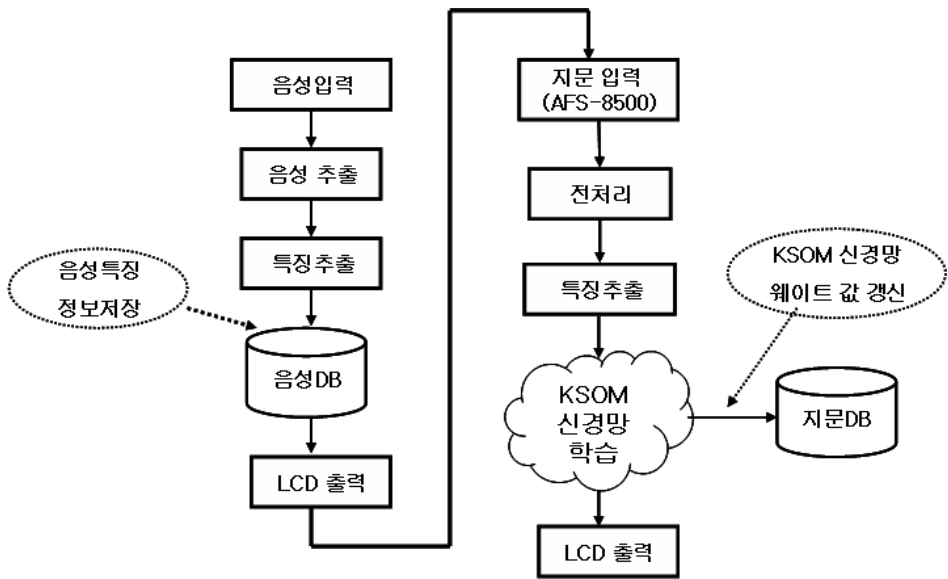 음성입력
음성 추출
특징추출
음성특징
정보저장
음성DB
LCD 출력
지문 입력
(AFS-8500)
전처리
특징추출
KSOM 신경망
웨이트 값 갱신
KSOM
신경망
학습
지문DB
LCD 출력